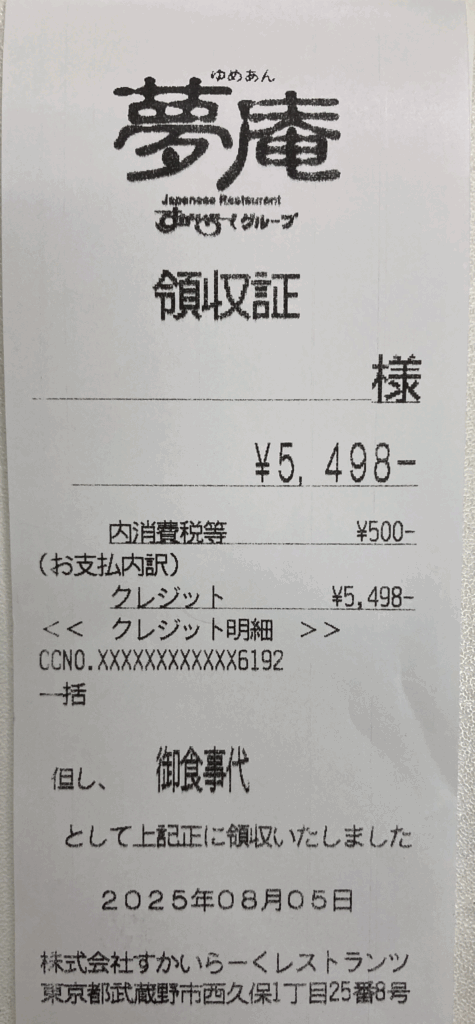 ゆめあん
夢庵
Japanese Restaurant
すかいらーくグループ
領収証
様
¥5,498-
内消費税等 ¥500-
(お支払内訳)
クレジット ¥5,498-
<< クレジット明細 >>
CCNO.XXXXXXXXXXXX6192
一括
但し、 御食事代
として上記正に領収いたしました
2025年08月05日
株式会社すかいらーくレストランツ
東京都武蔵野市西久保1丁目25番8号